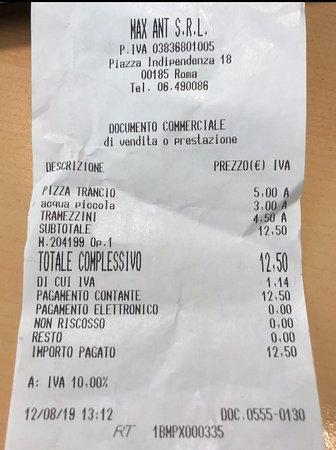 MAX ANT S.R.L.
P.IVA 03836801005
Piazza Indipendenza 18
00185 Roma
Tel. 06.490086
DOCUMENTO COMMERCIALE
di vendita o prestazione
DESCRIZIONE PREZZO(€) IVA
PIZZA TRANCIO 5,00 A
acqua piccola 3,00 A
TRAMEZZINI 4,50 A
SUBTOTALE 12,50
M.204199 Op.1
TOTALE COMPLESSIVO 12,50
DI CUI IVA 1,14
PAGAMENTO CONTANTE 12,50
PAGAMENTO ELETTRONICO 0,00
NON RISCOSSO 0,00
RESTO 0,00
IMPORTO PAGATO 12,50
A: IVA 10,00%
12/08/19 13:12 DOC.0555-0130
RT 1BMPX000335